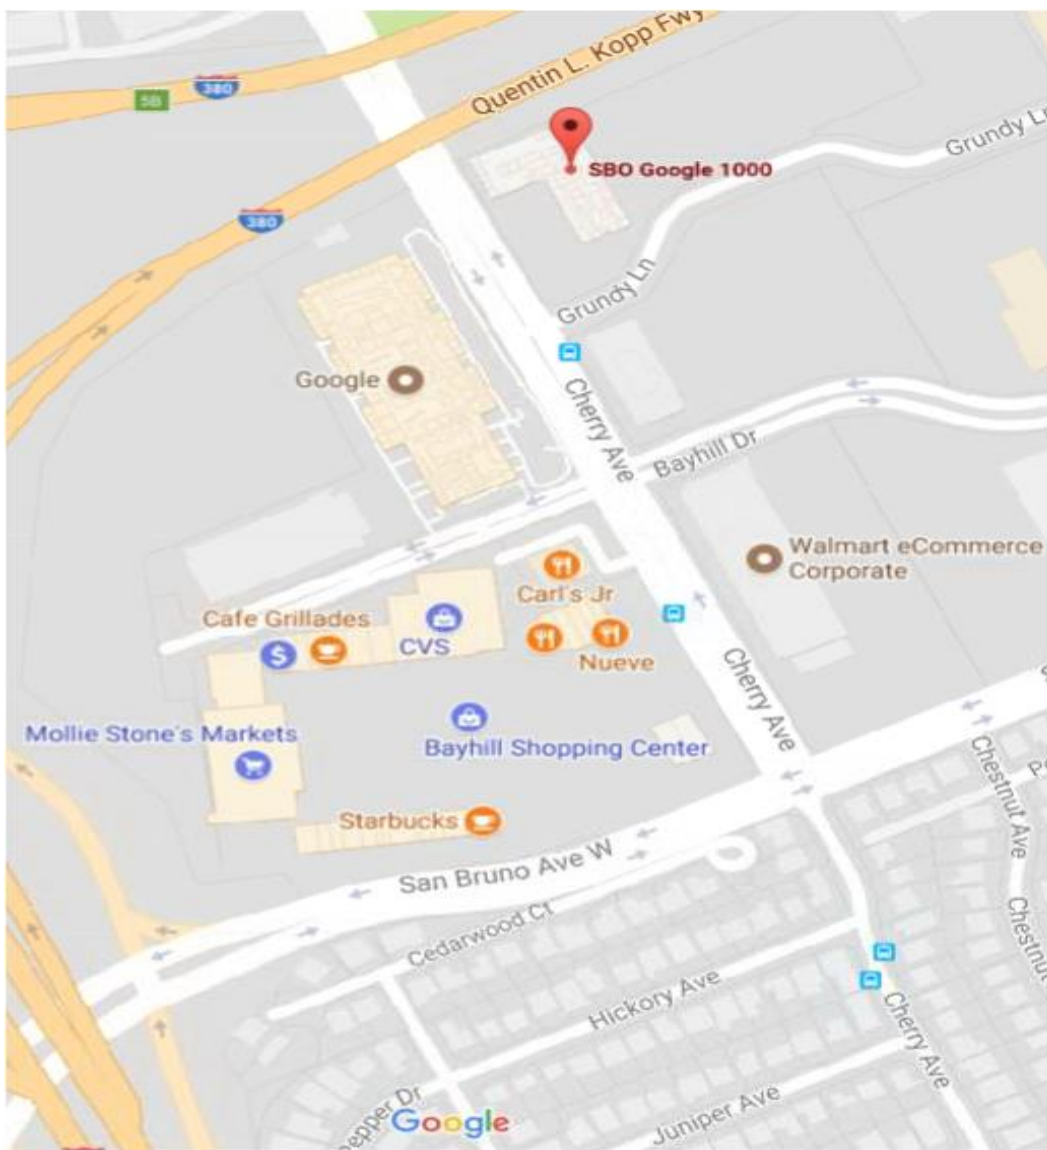 380
5B
Quentin L. Kopp Fwy
SBO Google 1000
Grundy Ln
380
Grundy Ln
Google
Cherry Ave
Bayhill Dr
Walmart eCommerce
Corporate
Carl's Jr
Cafe Grillades
CVS
Nueve
$
Cherry Ave
Mollie Stone's Markets
Bayhill Shopping Center
Chestnut Ave
Starbucks
San Bruno Ave W
Chestnut
Cedarwood Ct
Hickory Ave
Cherry Ave
Juniper Ave
Google